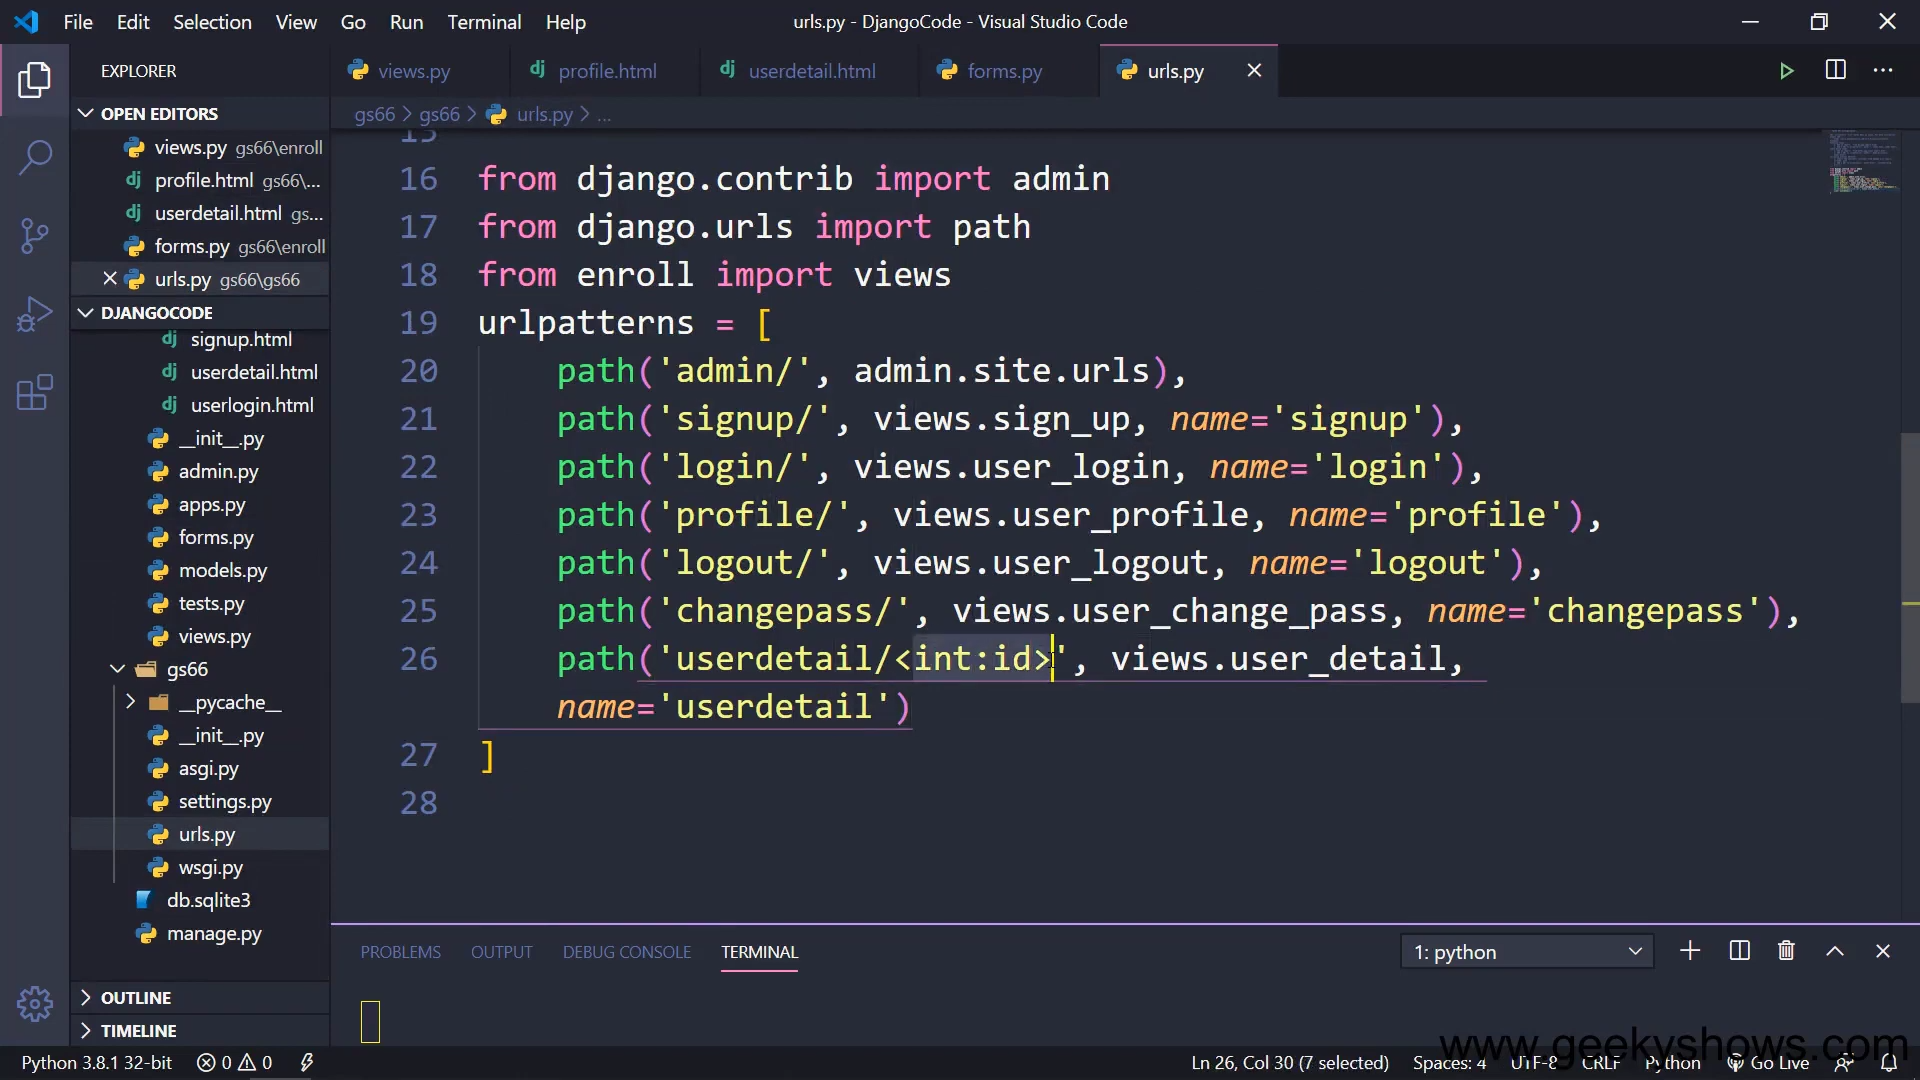 File Edit Selection View Go Run Terminal Help
urls.py - DjangoCode - Visual Studio Code
EXPLORER
OPEN EDITORS
views.py gs66\enroll
profile.html gs66\...
userdetail.html gs...
forms.py gs66\enroll
urls.py gs66\gs66
DJANGOCODE
signup.html
userdetail.html
userlogin.html
__init__.py
admin.py
apps.py
forms.py
models.py
tests.py
views.py
gs66
__pycache__
__init__.py
asgi.py
settings.py
urls.py
wsgi.py
db.sqlite3
manage.py
OUTLINE
TIMELINE
views.py profile.html userdetail.html forms.py urls.py
gs66 > gs66 > urls.py > ...
15
16 from django.contrib import admin
17 from django.urls import path
18 from enroll import views
19 urlpatterns = [
20 path('admin/', admin.site.urls),
21 path('signup/', views.sign_up, name='signup'),
22 path('login/', views.user_login, name='login'),
23 path('profile/', views.user_profile, name='profile'),
24 path('logout/', views.user_logout, name='logout'),
25 path('changepass/', views.user_change_pass, name='changepass'),
26 path('userdetail/<int:id>', views.user_detail,
name='userdetail')
27 ]
28
PROBLEMS OUTPUT DEBUG CONSOLE TERMINAL
1: python
www.geekyshows.com
Python 3.8.1 32-bit 0 0
Ln 26, Col 30 (7 selected) Spaces: 4 UTF-8 CRLF Python Go Live